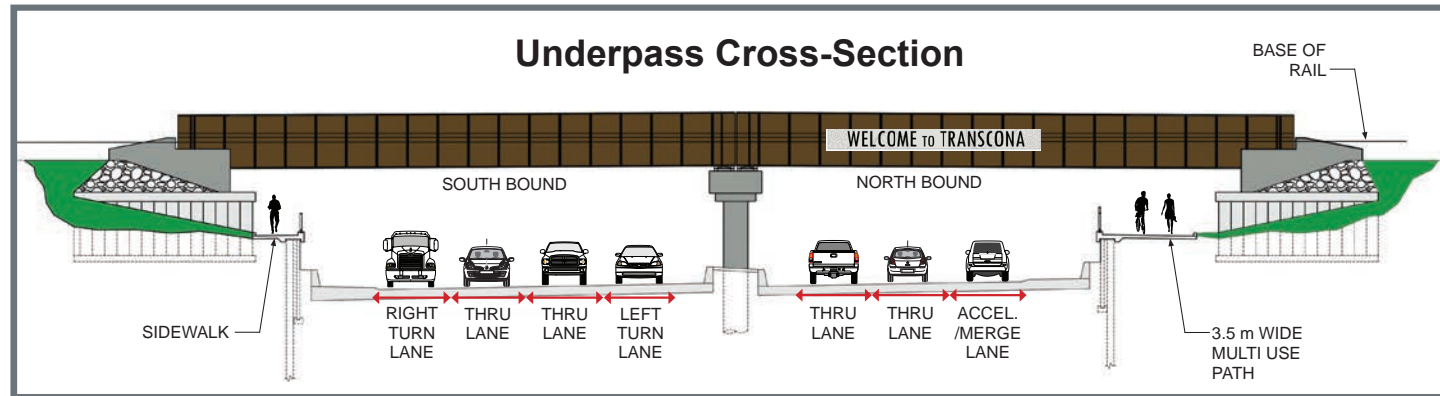 Underpass Cross-Section
BASE OF
RAIL
WELCOME TO TRANSCONA
SOUTH BOUND
NORTH BOUND
SIDEWALK
RIGHT
TURN
LANE
THRU
LANE
THRU
LANE
LEFT
TURN
LANE
THRU
LANE
THRU
LANE
ACCEL.
/MERGE
LANE
3.5 m WIDE
MULTI USE
PATH